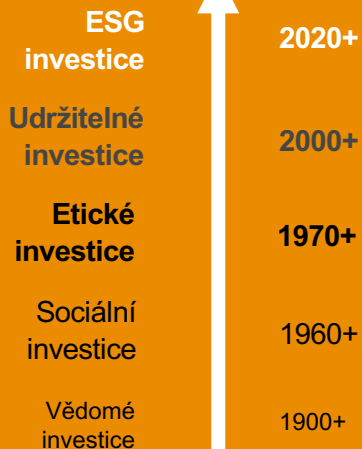 ESG
investice
2020+
Udržitelné
investice
2000+
Etické
investice
1970+
Sociální
investice
1960+
Vědomé
investice
1900+